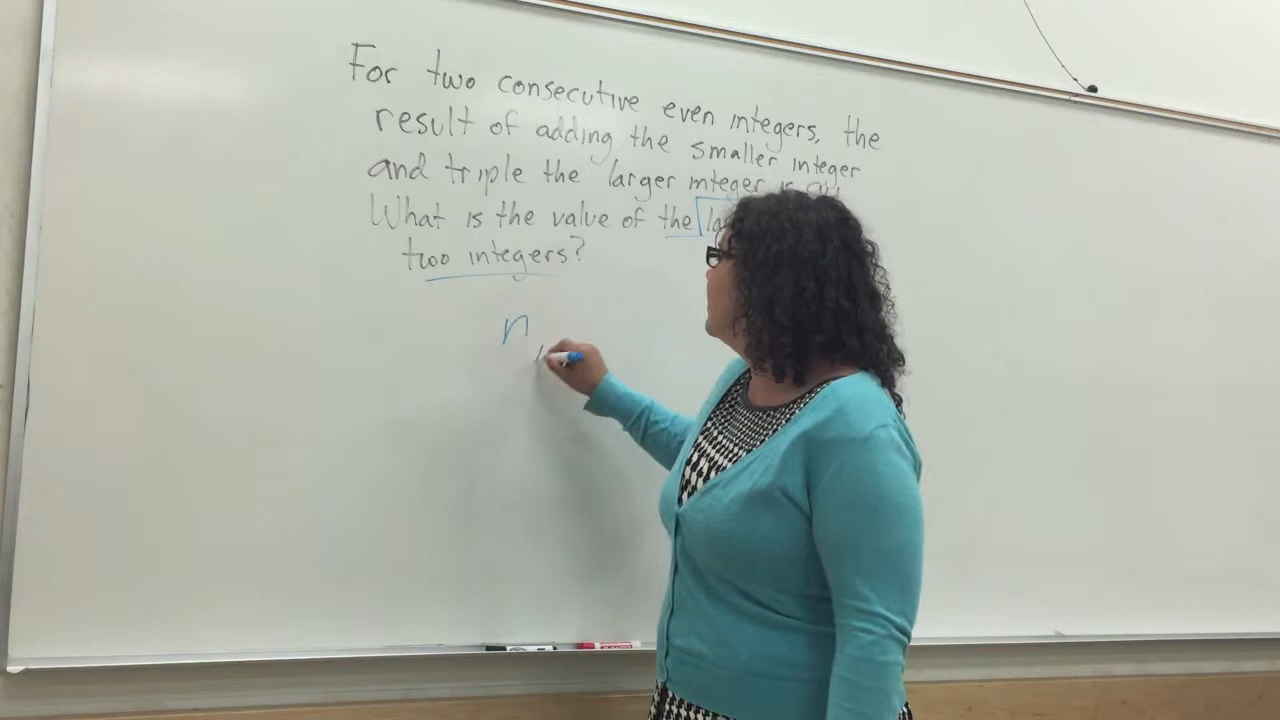 For two consecutive even integers, the
result of adding the smaller integer
and triple the larger integer is
What is the value of the
two integers?
n,